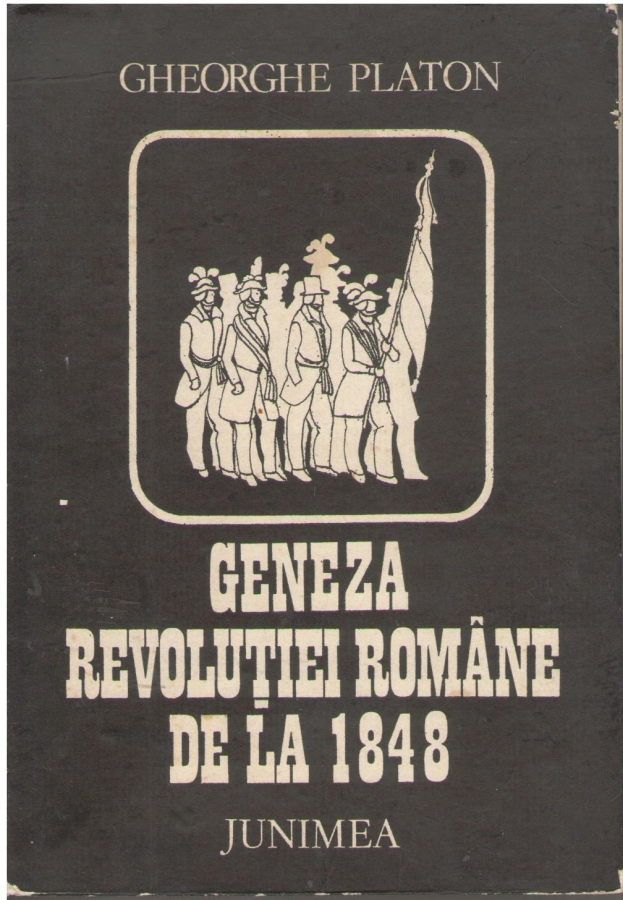 GHEORGHE PLATON
GENEZA
REVOLUȚIEI ROMÂNE
DE LA 1848
JUNIMEA